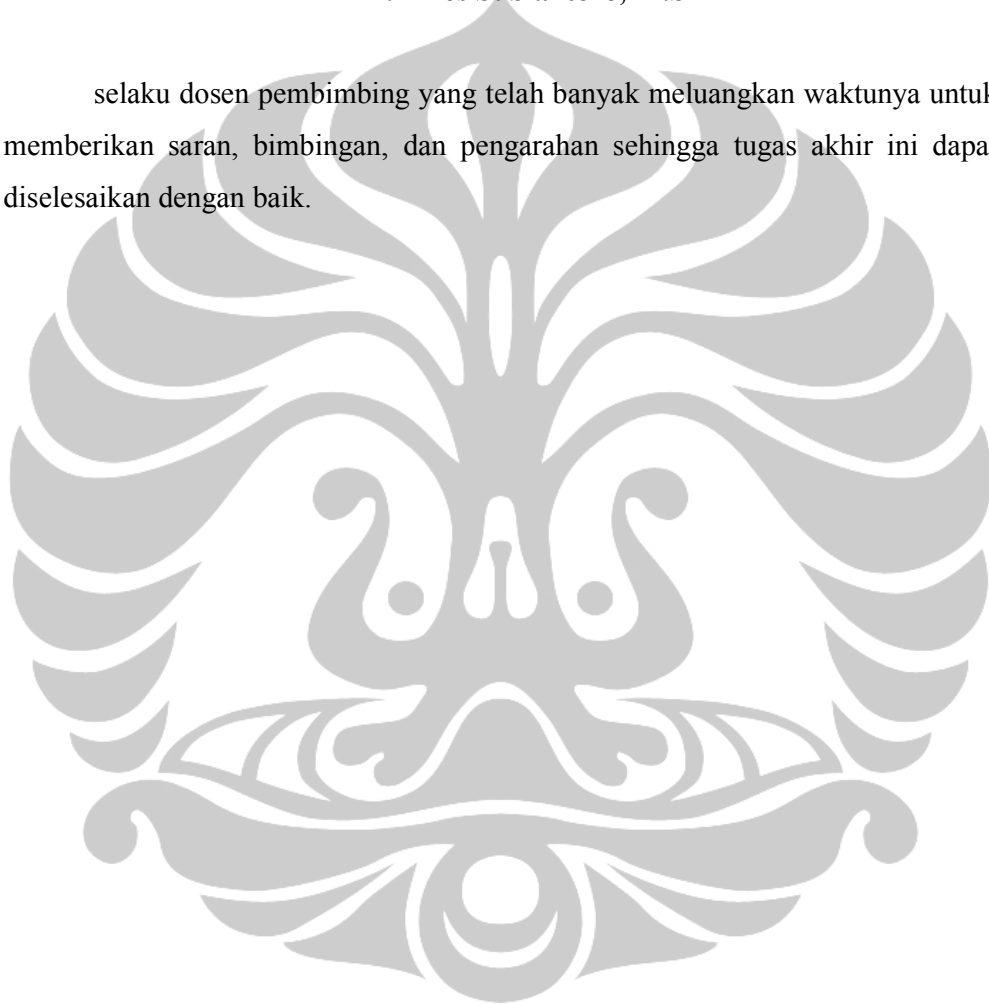 selaku dosen pembimbing yang telah banyak meluangkan waktunya untuk
memberikan saran, bimbingan, dan pengarahan sehingga tugas akhir ini dapa
diselesaikan dengan baik.